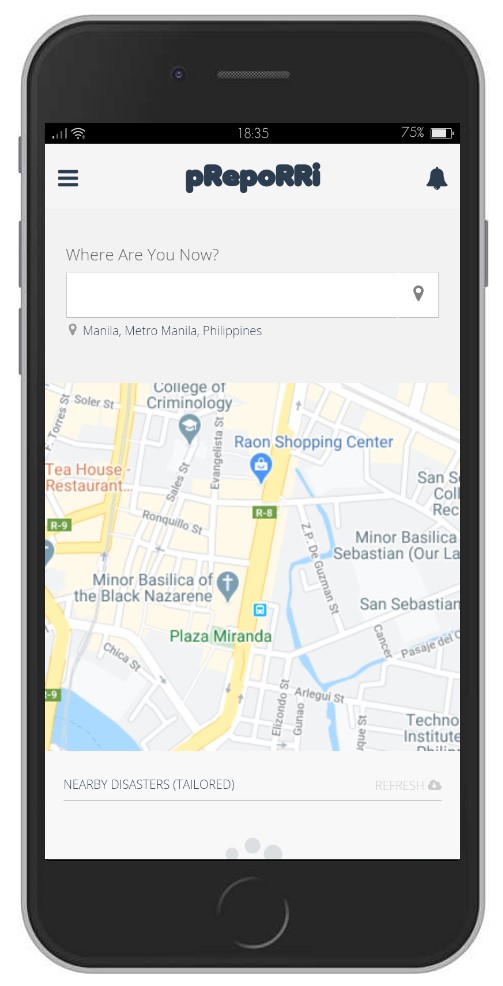 18:35
75%
pRepoRRi
Where Are You Now?
Manila, Metro Manila, Philippines
College of
Criminology
Soler St
F. Torres St
Evangelista St
Raon Shopping Center
Tea House -
Restaurant...
Sales St
San S
Coll
Rec
R-8
R-9
Ronquillo St
Z.P. De Guzman St
Minor Basilica
Sebastian (Our La
Minor Basilica of
the Black Nazarene
San Sebastian
Plaza Miranda
Cancer
Pasaje del C
Chica St
-9
Arlegui St
Elizondo St
Gunao
que St
Techno
Institute
Philip
NEARBY DISASTERS (TAILORED)
REFRESH